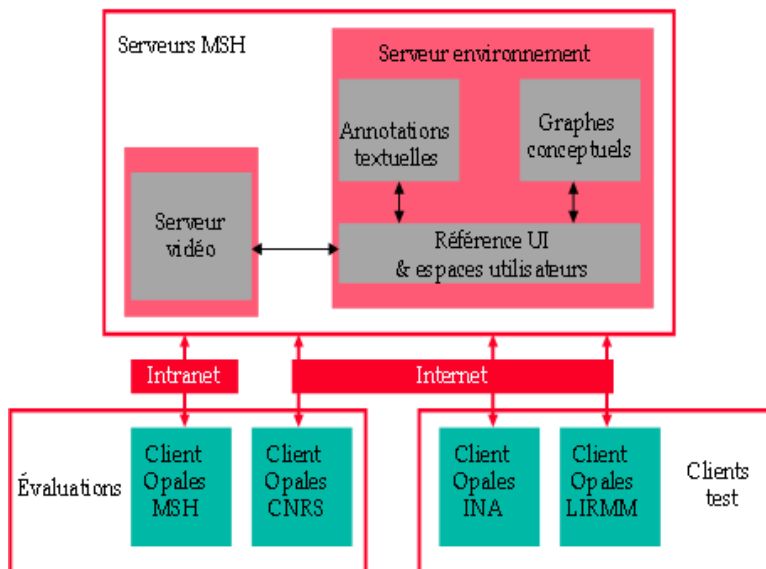 Serveurs MSH
Serveur environnement
Annotations
textuelles
Graphes
conceptuels
Serveur
vidéo
Référence UI
& espaces utilisateurs
Intranet
Internet
Évaluations
Client
Opales
MSH
Client
Opales
CNRS
Client
Opales
INA
Client
Opales
LIRMM
Clients
test